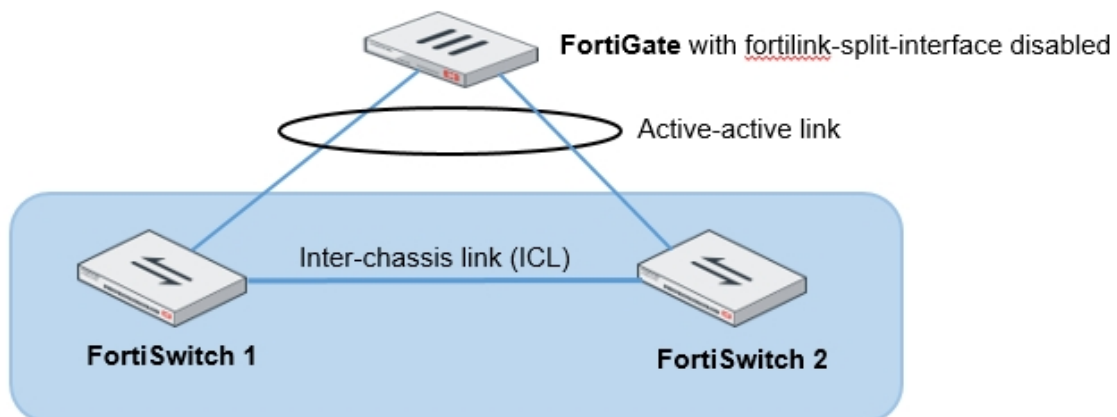 FortiGate with fortilink-split-interface disabled
Active-active link
Inter-chassis link (ICL)
FortiSwitch 1
FortiSwitch 2